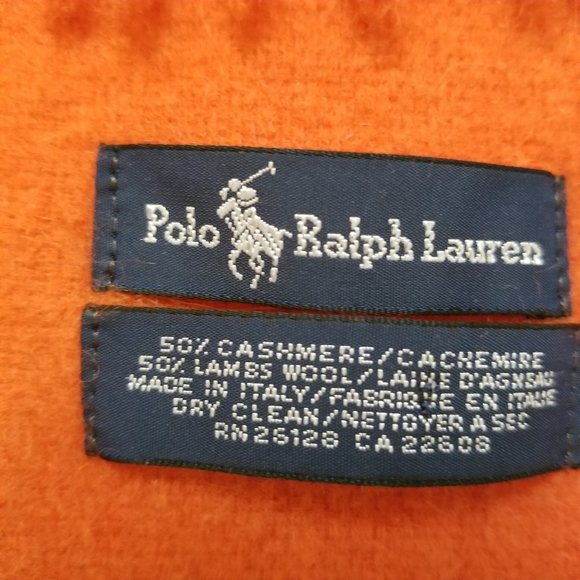 Polo Ralph Lauren
50% CASHMERE/CACHEMIRE
50% LAMBS WOOL/LAINE D'AGNEAU
MADE IN ITALY/FABRIQUE EN ITALIE
DRY CLEAN/NETTOYER A SEC
RN 26128 CA 22608